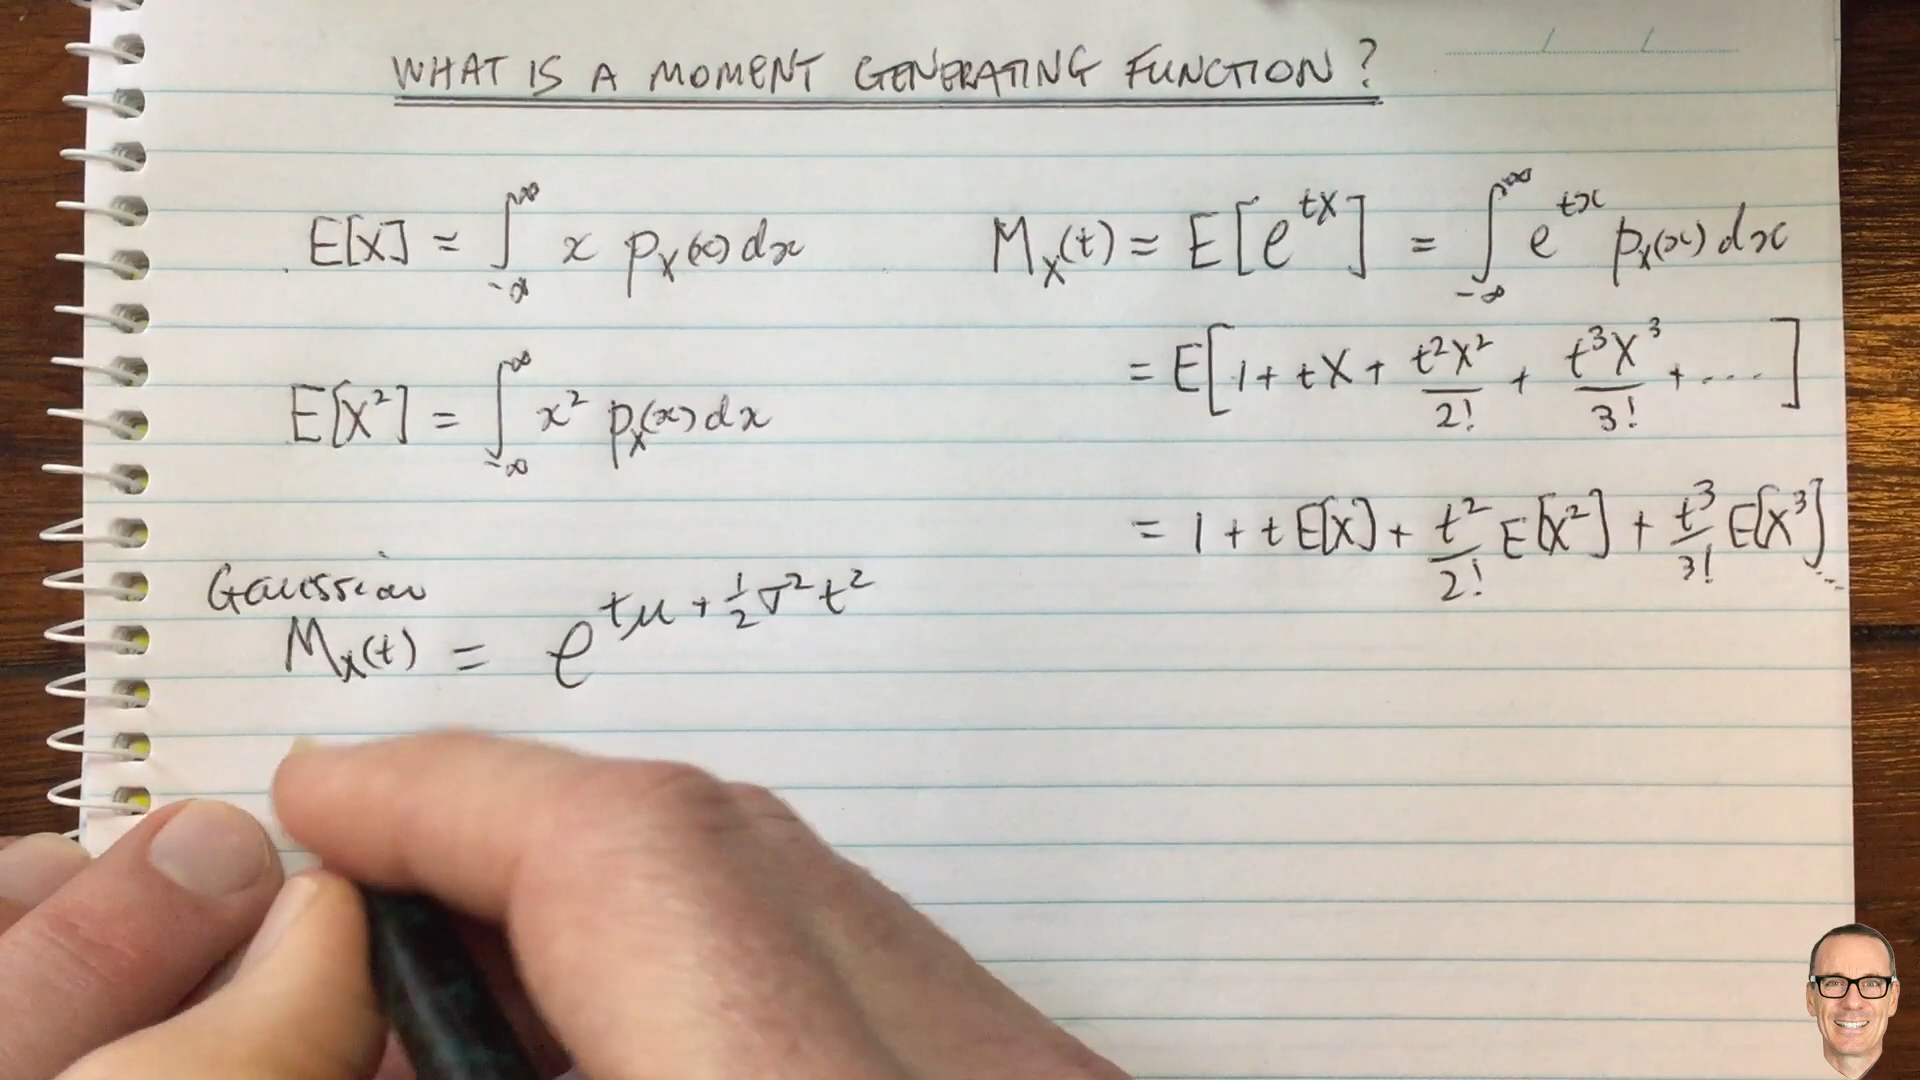 WHAT IS A MOMENT GENERATING FUNCTION?
E[X] = ∫_{-∞}^{∞} x p_X(x) dx
E[X²] = ∫_{-∞}^{∞} x² p_X(x) dx
Gaussian
M_X(t) = e^{tμ + ½σ²t²}
M_X(t) = E[e^{tX}] = ∫_{-∞}^{∞} e^{tx} p_X(x) dx
= E[1 + tX + t²X²/2! + t³X³/3! + ....]
= 1 + tE[X] + t²/2! E[X²] + t³/3! E[X³] ...